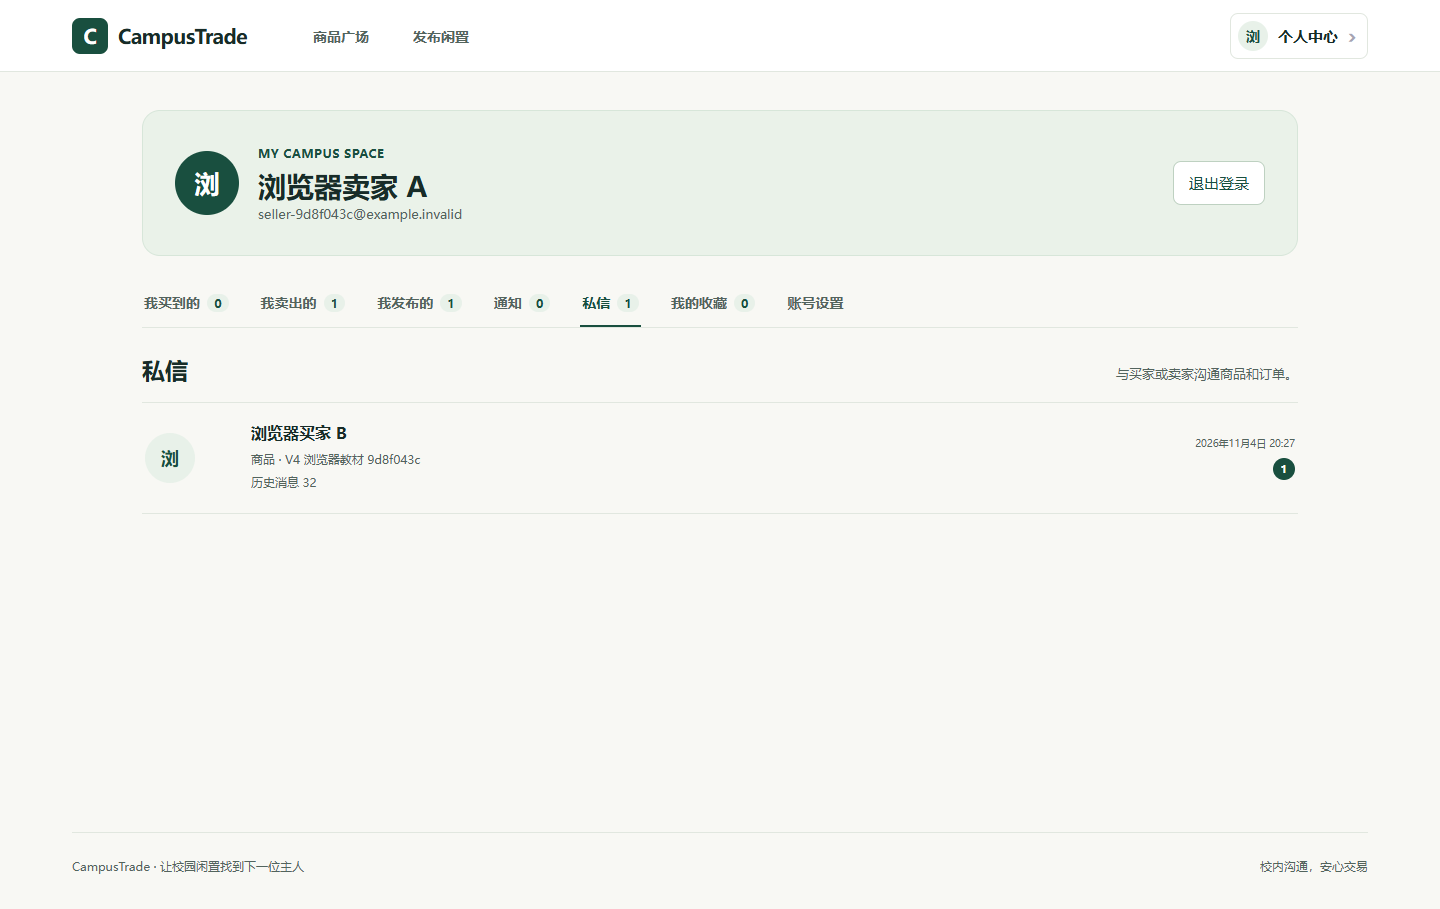 C CampusTrade 商品广场 发布闲置 浏 个人中心 ›
浏
MY CAMPUS SPACE
浏览器卖家 A
seller-9d8f043c@example.invalid
退出登录
我买到的 0 我卖出的 1 我发布的 1 通知 0 私信 1 我的收藏 0 账号设置
私信
与买家或卖家沟通商品和订单。
浏
浏览器买家 B
商品 · V4 浏览器教材 9d8f043c
历史消息 32
2026年11月4日 20:27
1
CampusTrade · 让校园闲置找到下一位主人
校内沟通，安心交易